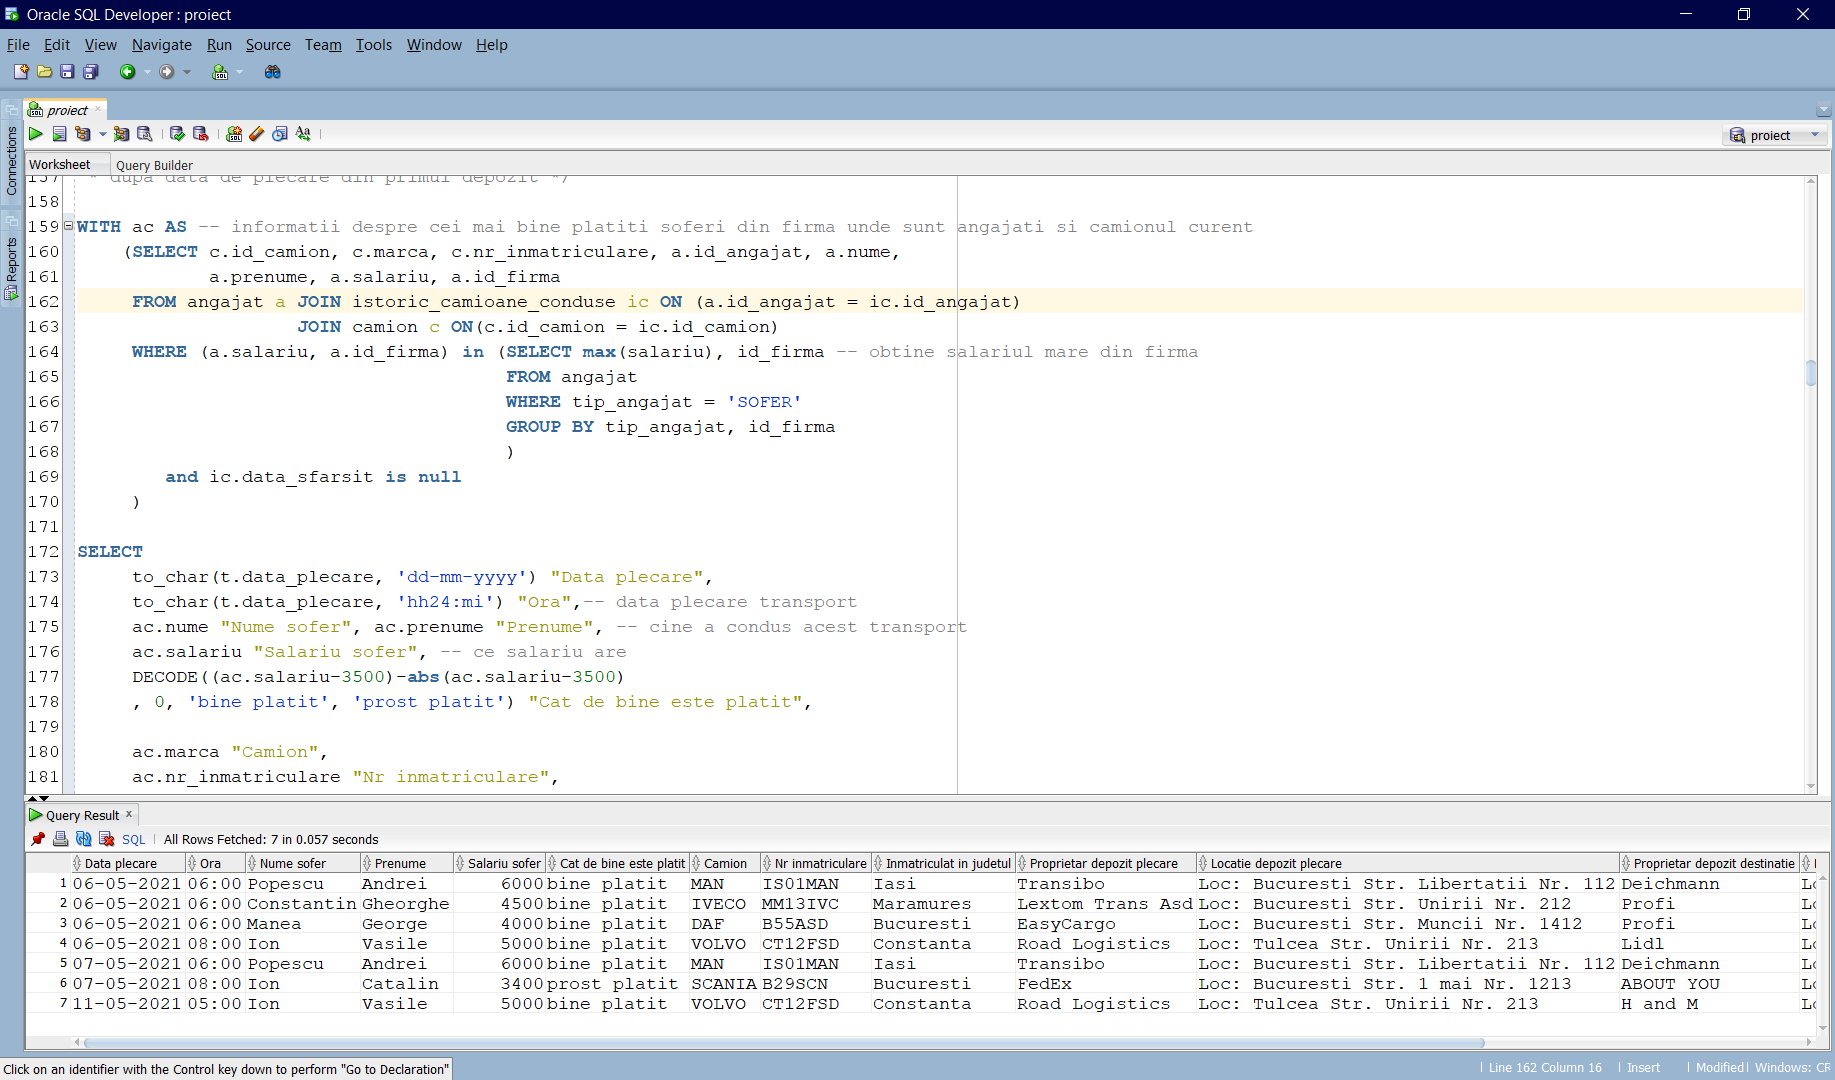 Oracle SQL Developer : proiect
File Edit View Navigate Run Source Team Tools Window Help
proiect
proiect
Connections
Reports
Worksheet Query Builder
157 * dupa data de plecare din primul depozit */
158
159 WITH ac AS -- informatii despre cei mai bine platiti soferi din firma unde sunt angajati si camionul curent
160 (SELECT c.id_camion, c.marca, c.nr_inmatriculare, a.id_angajat, a.nume,
161 a.prenume, a.salariu, a.id_firma
162 FROM angajat a JOIN istoric_camioane_conduse ic ON (a.id_angajat = ic.id_angajat)
163 JOIN camion c ON(c.id_camion = ic.id_camion)
164 WHERE (a.salariu, a.id_firma) in (SELECT max(salariu), id_firma -- obtine salariul mare din firma
165 FROM angajat
166 WHERE tip_angajat = 'SOFER'
167 GROUP BY tip_angajat, id_firma
168 )
169 and ic.data_sfarsit is null
170 )
171
172 SELECT
173 to_char(t.data_plecare, 'dd-mm-yyyy') "Data plecare",
174 to_char(t.data_plecare, 'hh24:mi') "Ora",-- data plecare transport
175 ac.nume "Nume sofer", ac.prenume "Prenume", -- cine a condus acest transport
176 ac.salariu "Salariu sofer", -- ce salariu are
177 DECODE((ac.salariu-3500)-abs(ac.salariu-3500)
178 , 0, 'bine platit', 'prost platit') "Cat de bine este platit",
179
180 ac.marca "Camion",
181 ac.nr_inmatriculare "Nr inmatriculare",
Query Result x
SQL | All Rows Fetched: 7 in 0.057 seconds
Data plecare Ora Nume sofer Prenume Salariu sofer Cat de bine este platit Camion Nr inmatriculare Inmatriculat in judetul Proprietar depozit plecare Locatie depozit plecare Proprietar depozit destinatie
1 06-05-2021 06:00 Popescu Andrei 6000 bine platit MAN IS01MAN Iasi Transibo Loc: Bucuresti Str. Libertatii Nr. 112 Deichmann
2 06-05-2021 06:00 Constantin Gheorghe 4500 bine platit IVECO MM13IVC Maramures Lextom Trans Asd Loc: Bucuresti Str. Unirii Nr. 212 Profi
3 06-05-2021 06:00 Manea George 4000 bine platit DAF B55ASD Bucuresti EasyCargo Loc: Bucuresti Str. Muncii Nr. 1412 Profi
4 06-05-2021 08:00 Ion Vasile 5000 bine platit VOLVO CT12FSD Constanta Road Logistics Loc: Tulcea Str. Unirii Nr. 213 Lidl
5 07-05-2021 06:00 Popescu Andrei 6000 bine platit MAN IS01MAN Iasi Transibo Loc: Bucuresti Str. Libertatii Nr. 112 Deichmann
6 07-05-2021 08:00 Ion Catalin 3400 prost platit SCANIA B29SCN Bucuresti FedEx Loc: Bucuresti Str. 1 mai Nr. 1213 ABOUT YOU
7 11-05-2021 05:00 Ion Vasile 5000 bine platit VOLVO CT12FSD Constanta Road Logistics Loc: Tulcea Str. Unirii Nr. 213 H and M
Click on an identifier with the Control key down to perform "Go to Declaration" | Line 162 Column 16 | Insert | Modified | Windows: CR